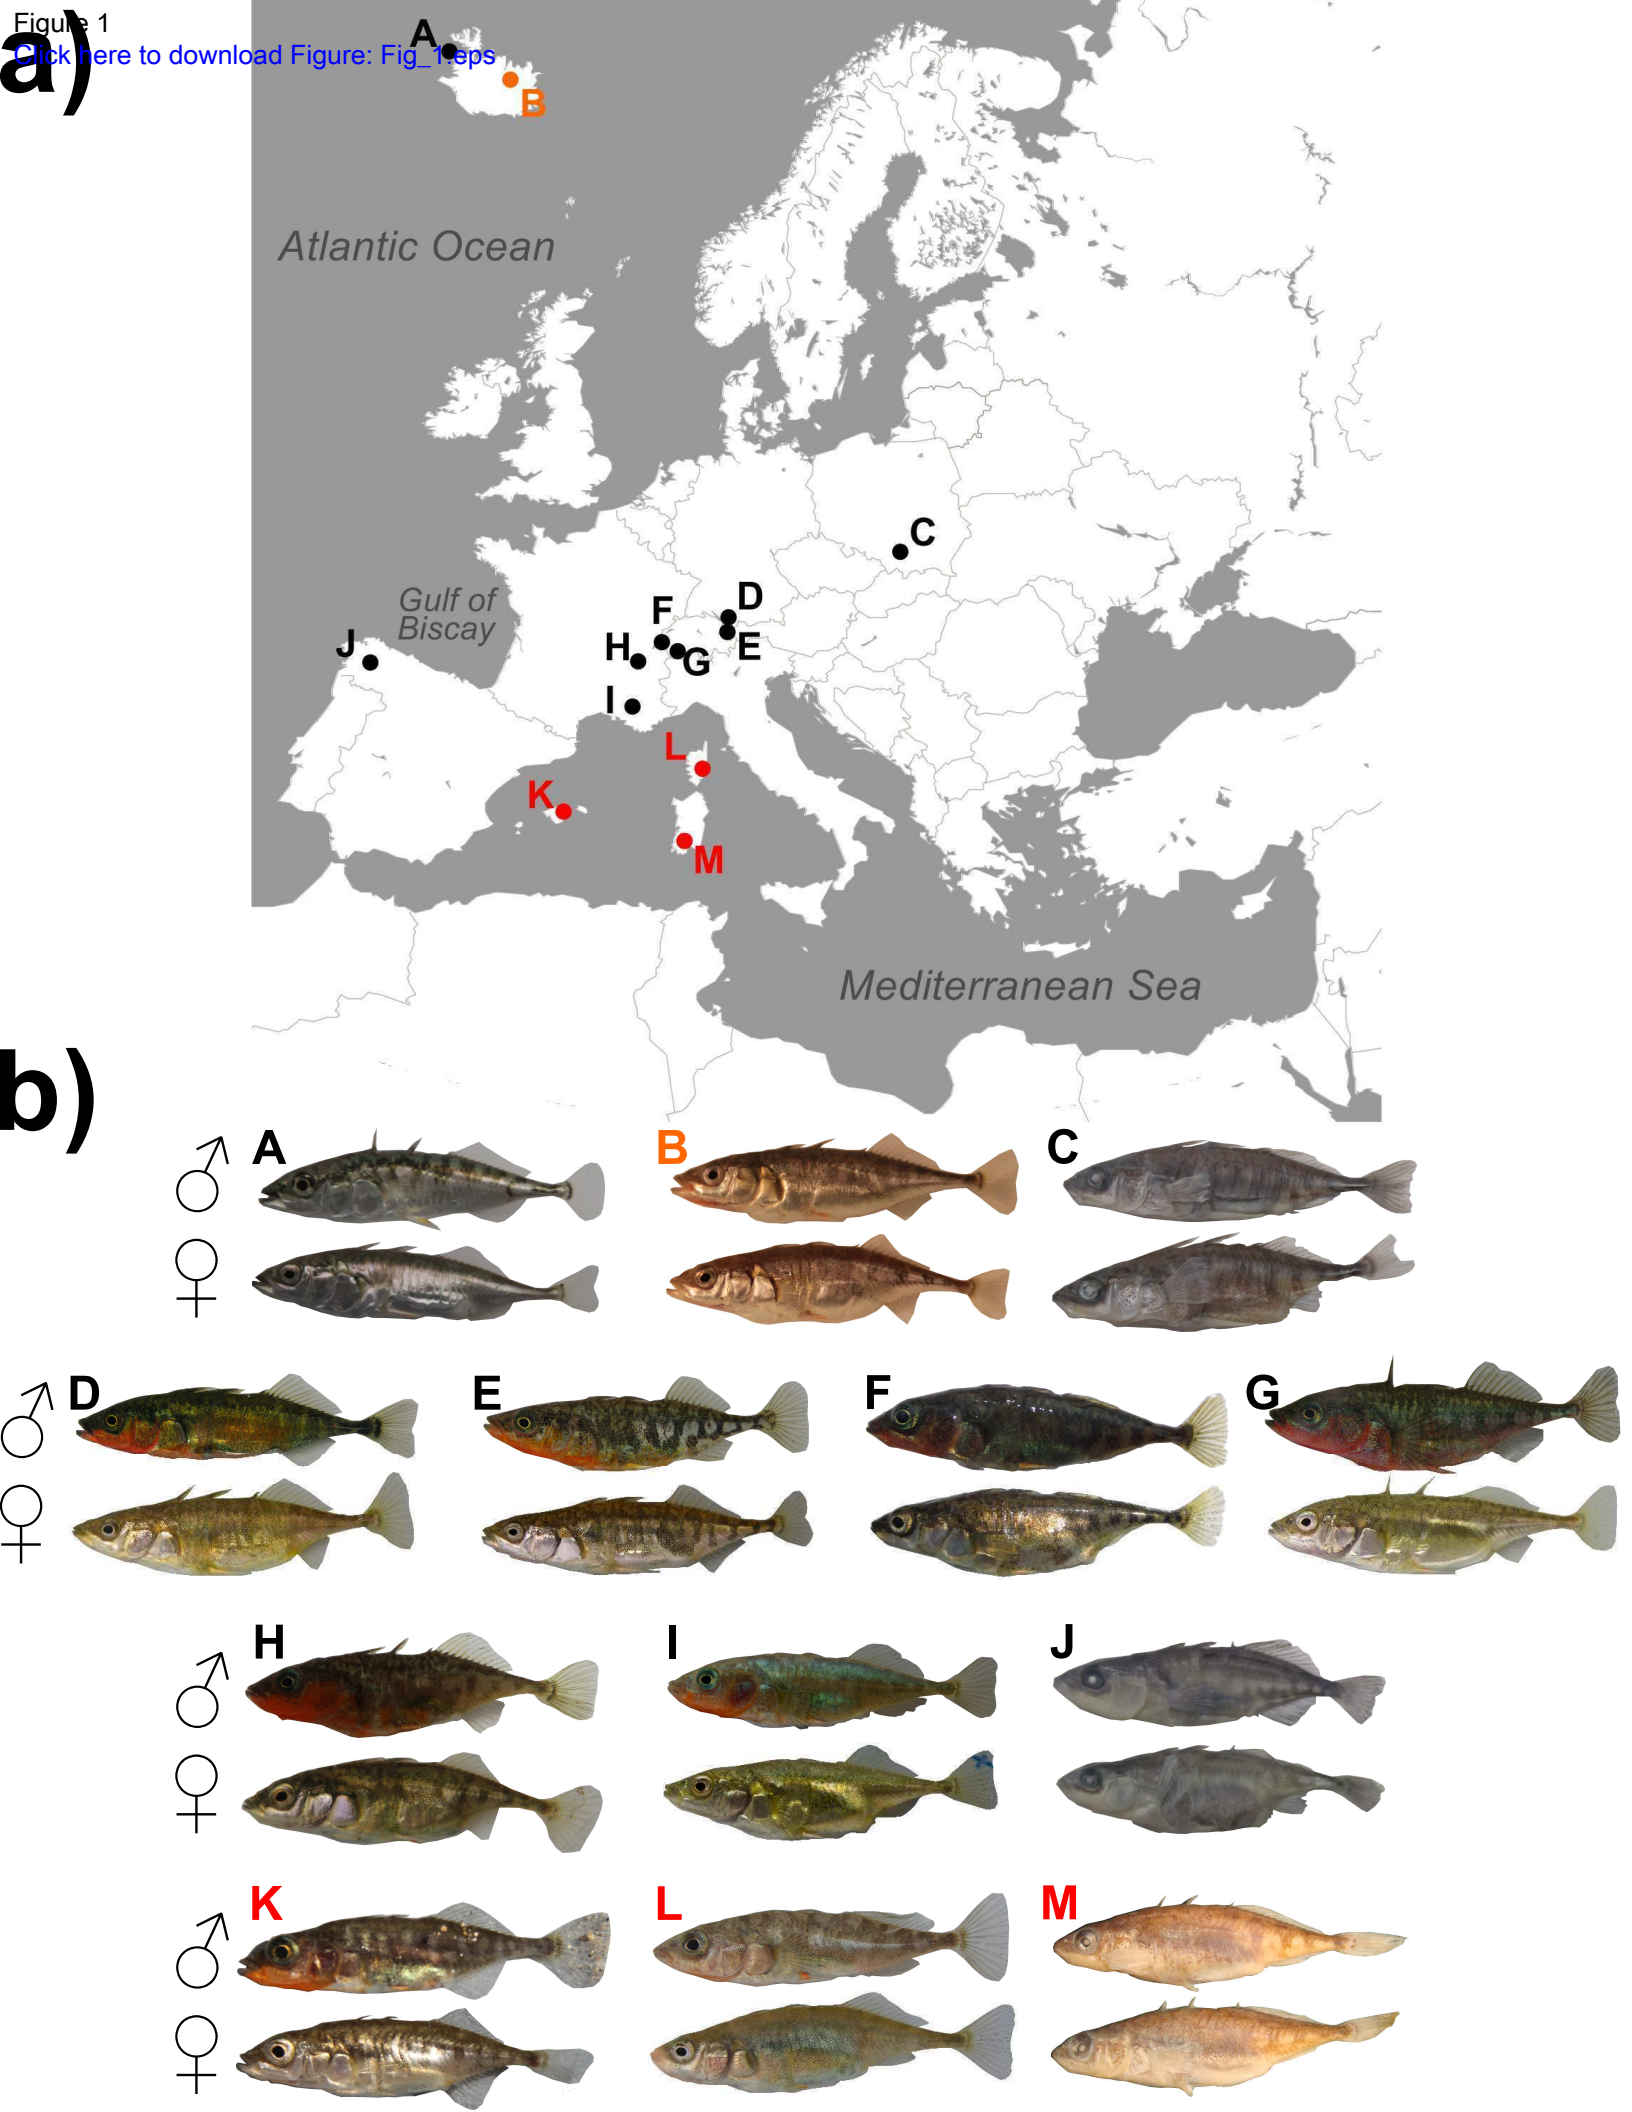 Figure 1
Click here to download Figure: Fig_1.eps
a)
A
B
Atlantic Ocean
C
Gulf of
Biscay
D
F
E
J
H
G
I
L
K
M
Mediterranean Sea
b)
♂ A B C
♀
♂ D E F G
♀
♂ H I J
♀
♂ K L M
♀